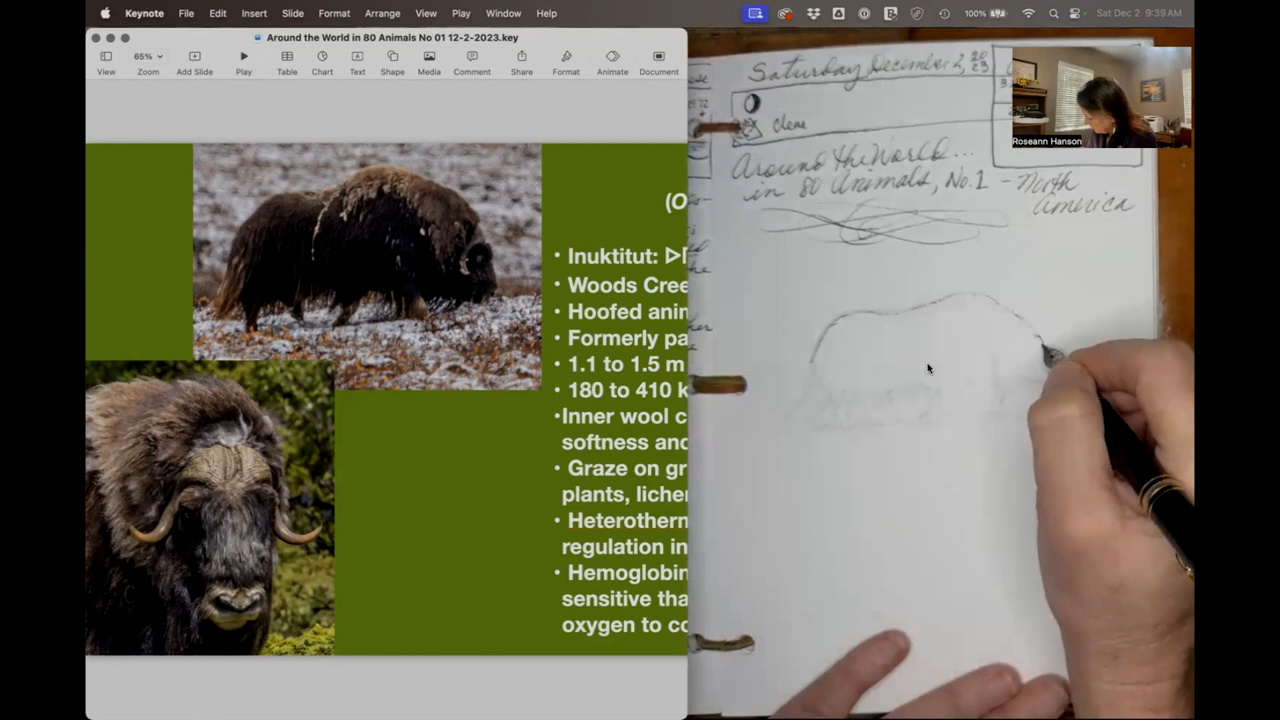 Keynote File Edit Insert Slide Format Arrange View Play Window Help
100% Sat Dec 2 9:39 AM
Around the World in 80 Animals No 01 12-2-2023.key
65%
View Zoom Add Slide Play Table Chart Text Shape Media Comment Share Format Animate Document
(O
• Inuktitut: ᐅᒥ
• Woods Cree
• Hoofed anim
• Formerly pa
• 1.1 to 1.5 m
• 180 to 410 k
•Inner wool c
softness and
• Graze on gr
plants, lichen
• Heterotherm
regulation in
• Hemoglobin
sensitive tha
oxygen to co
Saturday December 2, 2023
Clear
Around the World...
in 80 Animals, No. 1 - North
America
Roseann Hanson